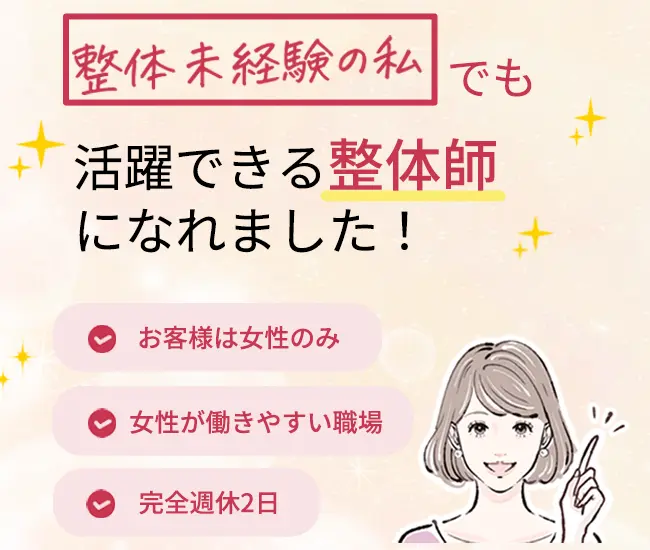 整体未経験の私でも
活躍できる整体師
になれました！
お客様は女性のみ
女性が働きやすい職場
完全週休2日